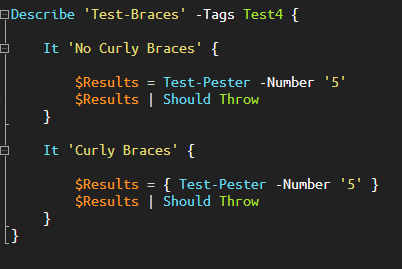 Describe 'Test-Braces' -Tags Test4 {
It 'No Curly Braces' {
$Results = Test-Pester -Number '5'
$Results | Should Throw
}
It 'Curly Braces' {
$Results = { Test-Pester -Number '5' }
$Results | Should Throw
}
}